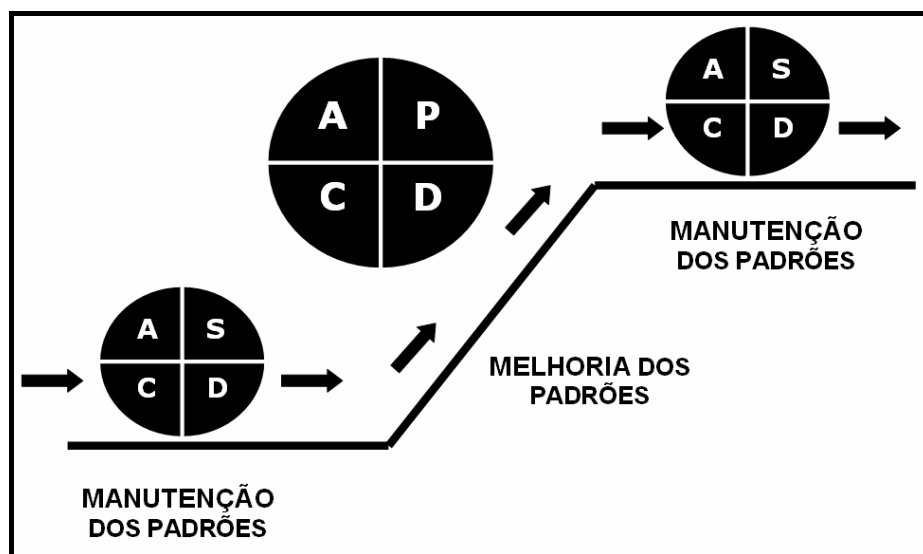 A S
C D
MANUTENÇÃO
DOS PADRÕES
A P
C D
MELHORIA DOS
PADRÕES
A S
C D
MANUTENÇÃO
DOS PADRÕES